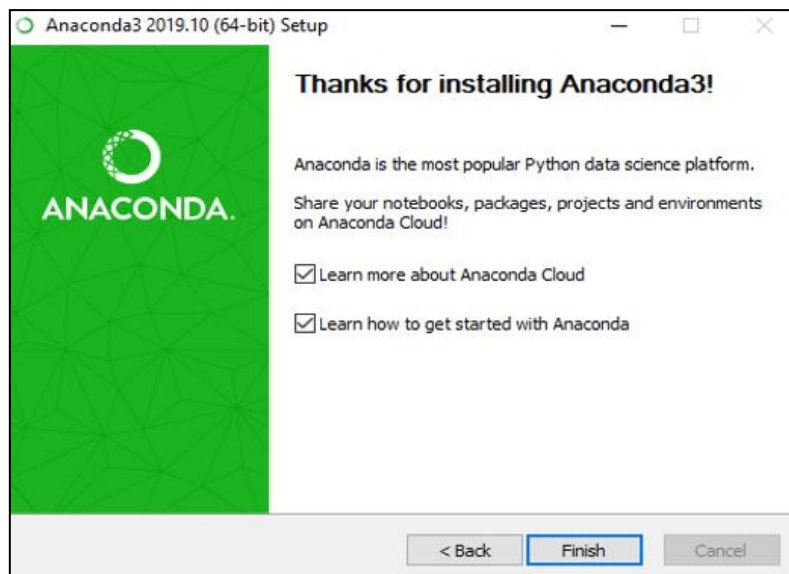 Anaconda3 2019.10 (64-bit) Setup
Thanks for installing Anaconda3!
ANACONDA.
Anaconda is the most popular Python data science platform.
Share your notebooks, packages, projects and environments
on Anaconda Cloud!
Learn more about Anaconda Cloud
Learn how to get started with Anaconda
< Back
Finish
Cancel